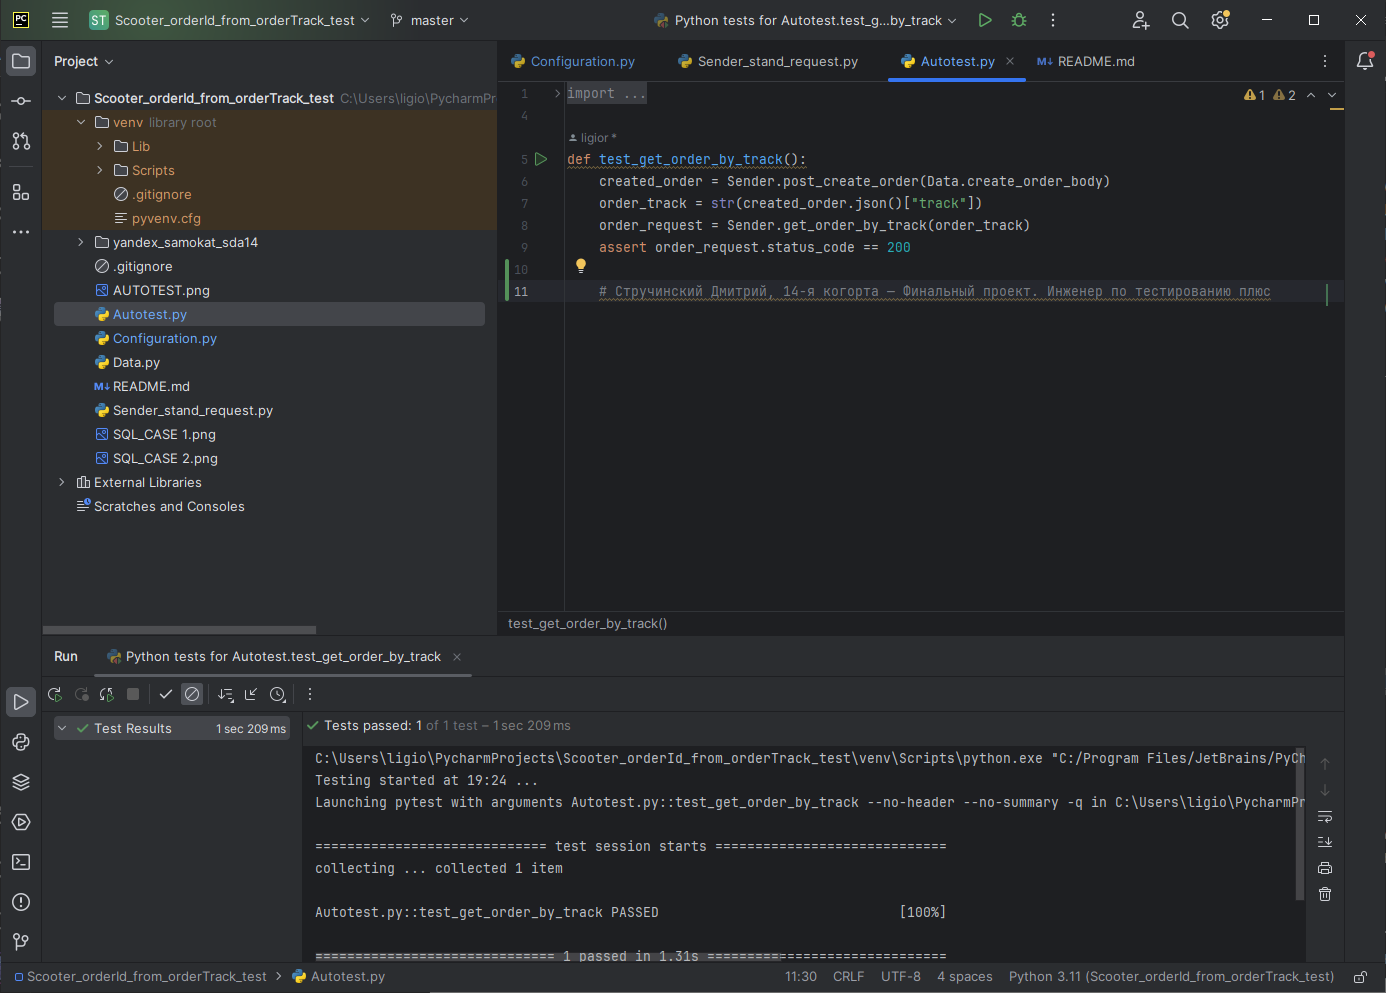 PC ST Scooter_orderId_from_orderTrack_test master Python tests for Autotest.test_g...by_track
Project
Scooter_orderId_from_orderTrack_test C:\Users\ligio\PycharmPr
venv library root
Lib
Scripts
.gitignore
pyvenv.cfg
yandex_samokat_sda14
.gitignore
AUTOTEST.png
Autotest.py
Configuration.py
Data.py
M↓ README.md
Sender_stand_request.py
SQL_CASE 1.png
SQL_CASE 2.png
External Libraries
Scratches and Consoles
Configuration.py Sender_stand_request.py Autotest.py M↓ README.md
1 import ... 1 2
4
ligior *
5 def test_get_order_by_track():
6 created_order = Sender.post_create_order(Data.create_order_body)
7 order_track = str(created_order.json()["track"])
8 order_request = Sender.get_order_by_track(order_track)
9 assert order_request.status_code == 200
10
11 # Стручинский Дмитрий, 14-я когорта — Финальный проект. Инженер по тестированию плюс
test_get_order_by_track()
Run Python tests for Autotest.test_get_order_by_track
Test Results 1 sec 209 ms
Tests passed: 1 of 1 test – 1 sec 209 ms
C:\Users\ligio\PycharmProjects\Scooter_orderId_from_orderTrack_test\venv\Scripts\python.exe "C:/Program Files/JetBrains/PyCh
Testing started at 19:24 ...
Launching pytest with arguments Autotest.py::test_get_order_by_track --no-header --no-summary -q in C:\Users\ligio\PycharmPr
============================= test session starts =============================
collecting ... collected 1 item
Autotest.py::test_get_order_by_track PASSED [100%]
============================== 1 passed in 1.31s ==============================
Scooter_orderId_from_orderTrack_test > Autotest.py 11:30 CRLF UTF-8 4 spaces Python 3.11 (Scooter_orderId_from_orderTrack_test)